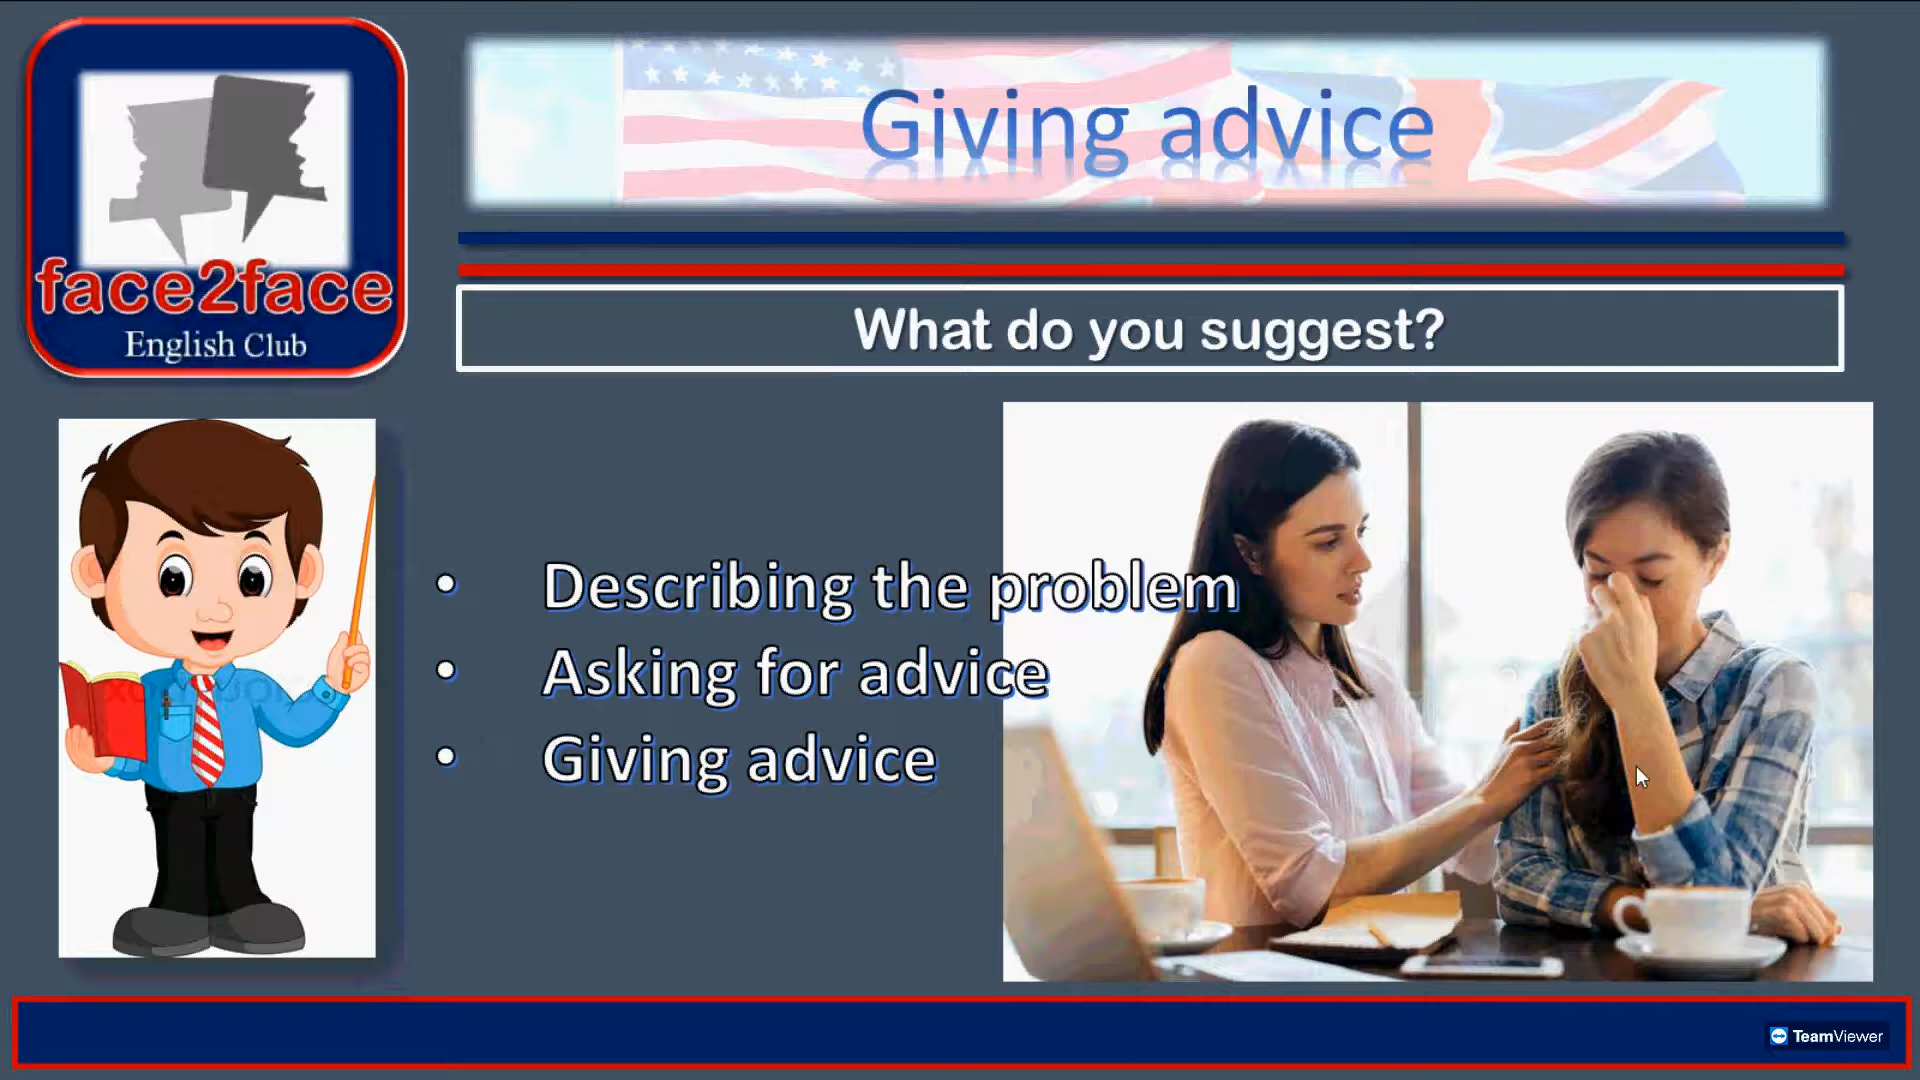 Giving advice
face2face
English Club
What do you suggest?
• Describing the problem
• Asking for advice
• Giving advice
TeamViewer